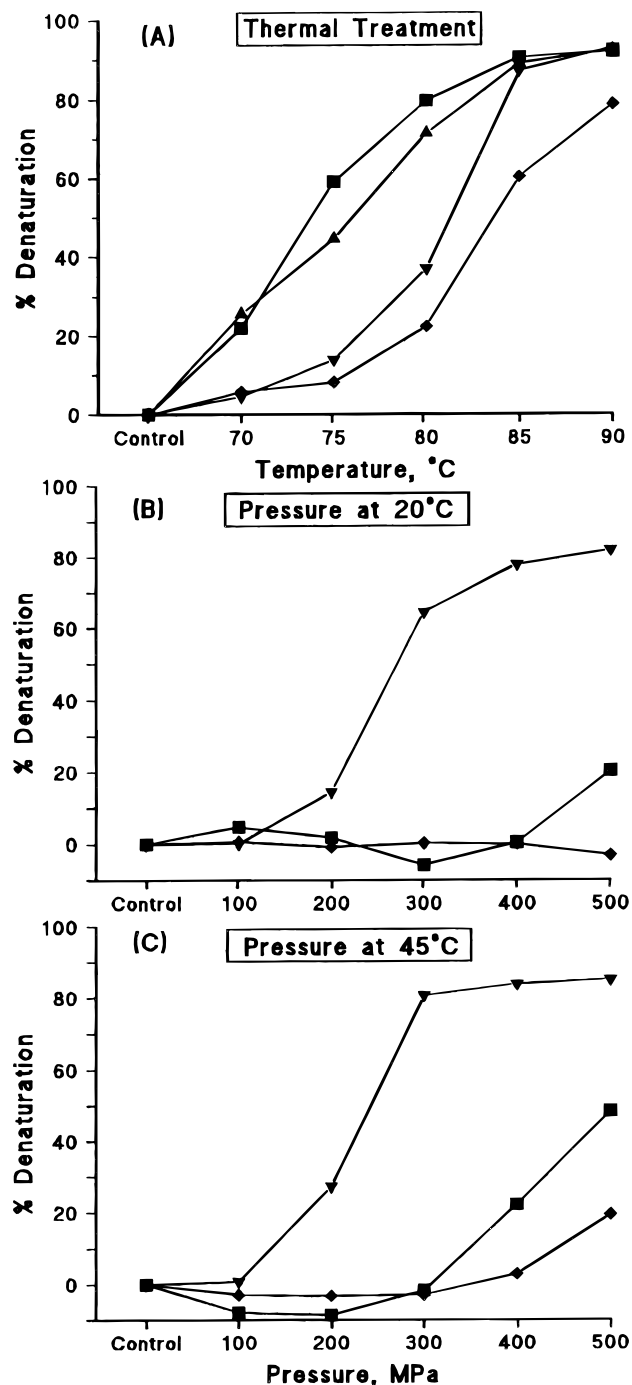 (A) Thermal Treatment
100
80
60
40
20
0
% Denaturation
Control 70 75 80 85 90
Temperature, °C
(B) Pressure at 20°C
100
80
60
40
20
0
% Denaturation
Control 100 200 300 400 500
(C) Pressure at 45°C
100
80
60
40
20
0
% Denaturation
Control 100 200 300 400 500
Pressure, MPa